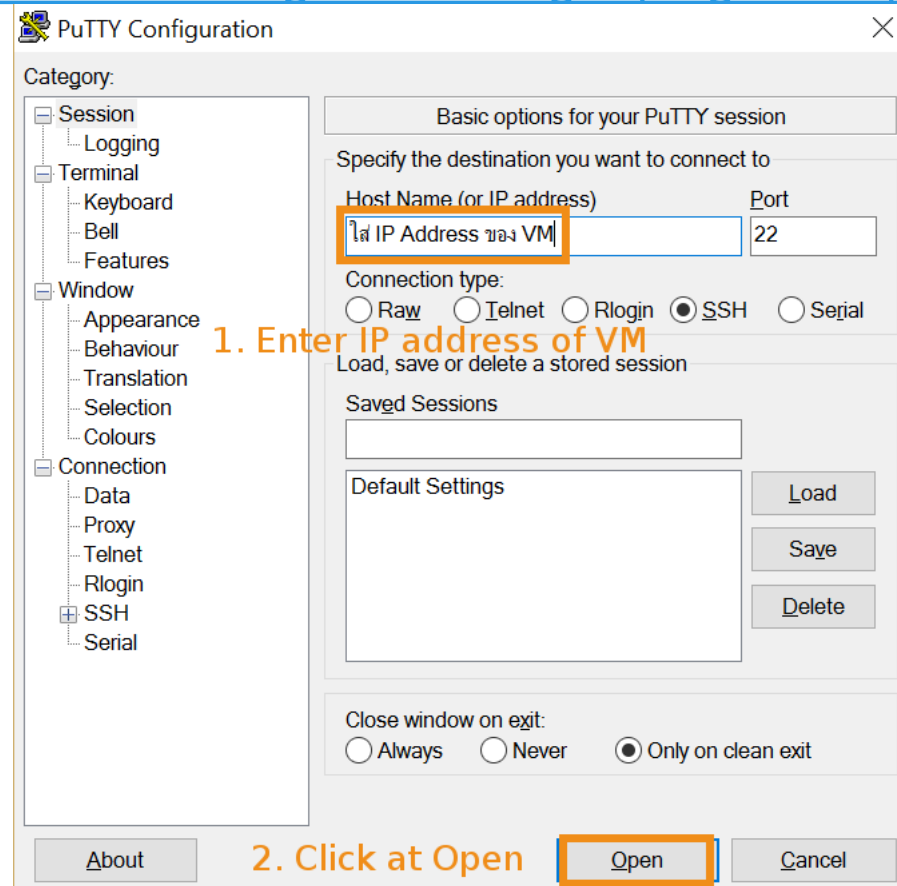 PuTTY Configuration
Category:
Session
Logging
Terminal
Keyboard
Bell
Features
Window
Appearance
Behaviour
Translation
Selection
Colours
Connection
Data
Proxy
Telnet
Rlogin
SSH
Serial
Basic options for your PuTTY session
Specify the destination you want to connect to
Host Name (or IP address) Port
ใส่ IP Address ของ VM 22
Connection type:
Raw Telnet Rlogin SSH Serial
1. Enter IP address of VM
Load, save or delete a stored session
Saved Sessions
Default Settings
Load
Save
Delete
Close window on exit:
Always Never Only on clean exit
About 2. Click at Open Open Cancel